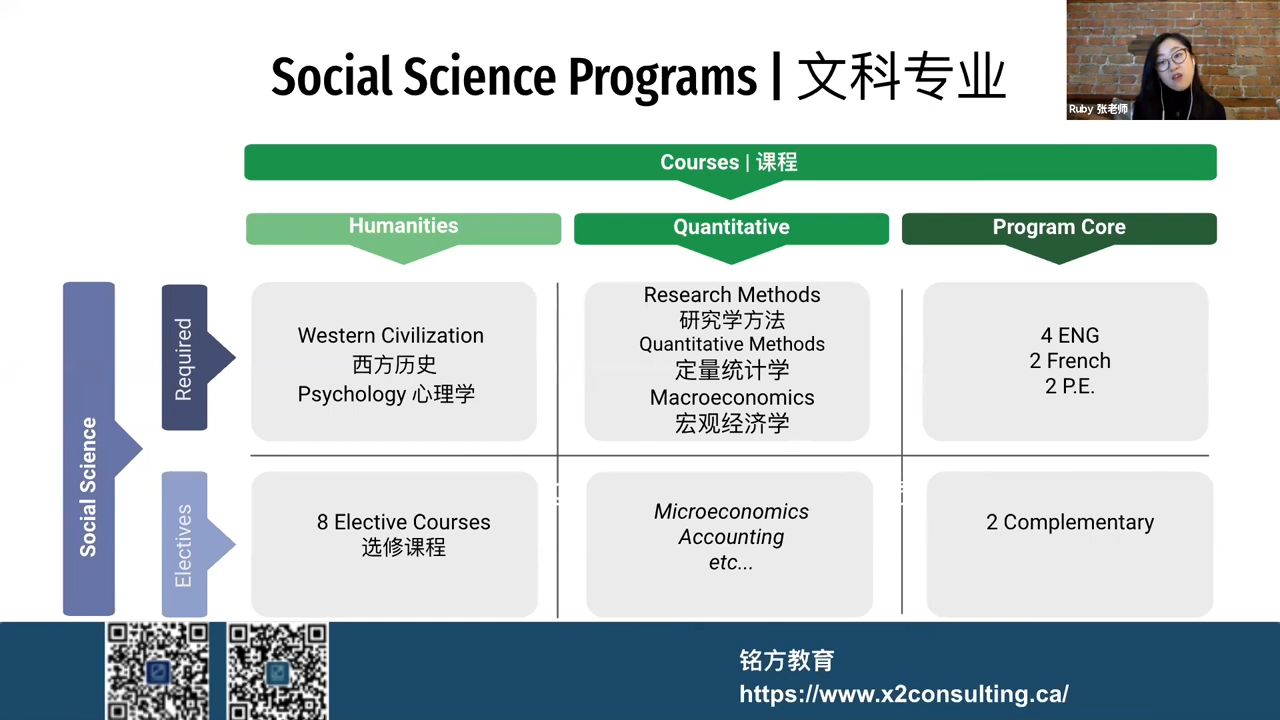 Social Science Programs | 文科专业
Ruby 张老师
Courses | 课程
Humanities
Quantitative
Program Core
Social Science
Required
Western Civilization
西方历史
Psychology 心理学
Research Methods
研究学方法
Quantitative Methods
定量统计学
Macroeconomics
宏观经济学
4 ENG
2 French
2 P.E.
Electives
8 Elective Courses
选修课程
Microeconomics
Accounting
etc...
2 Complementary
铭方教育
https://www.x2consulting.ca/